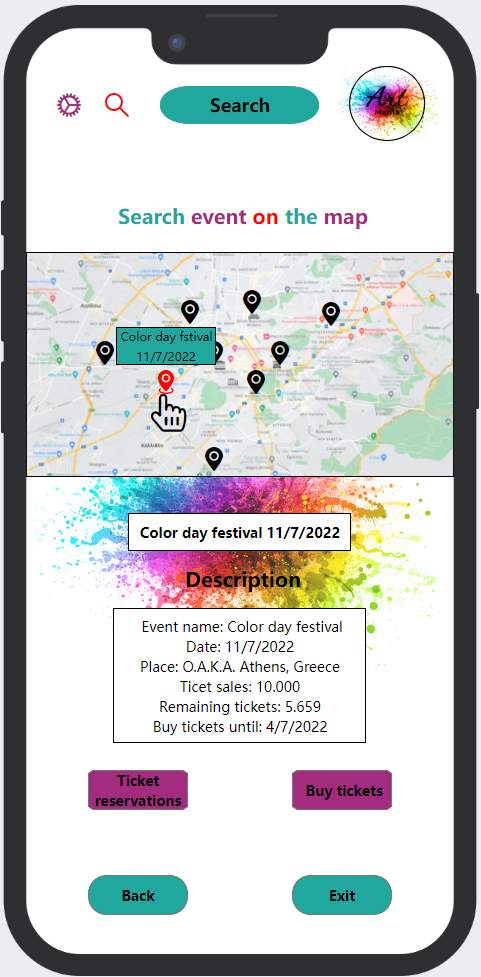 Search
Art
Mania
Search event on the map
Color day fstival
11/7/2022
Color day festival 11/7/2022
Description
Event name: Color day festival
Date: 11/7/2022
Place: O.A.K.A. Athens, Greece
Ticet sales: 10.000
Remaining tickets: 5.659
Buy tickets until: 4/7/2022
Ticket
reservations
Buy tickets
Back
Exit